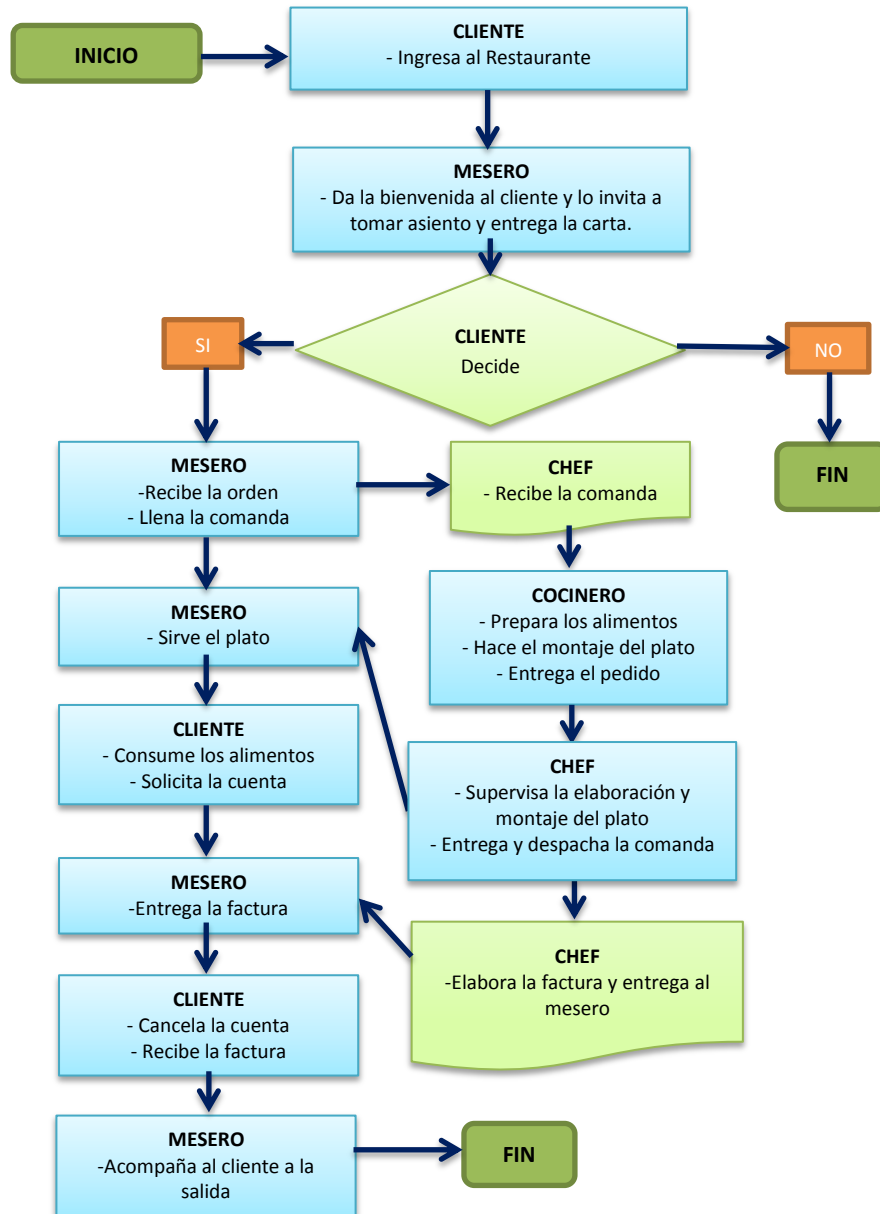 INICIO
CLIENTE
- Ingresa al Restaurante
MESERO
- Da la bienvenida al cliente y lo invita a
tomar asiento y entrega la carta.
CLIENTE
Decide
SI
NO
FIN
MESERO
-Recibe la orden
- Llena la comanda
CHEF
- Recibe la comanda
COCINERO
- Prepara los alimentos
- Hace el montaje del plato
- Entrega el pedido
MESERO
- Sirve el plato
CLIENTE
- Consume los alimentos
- Solicita la cuenta
CHEF
- Supervisa la elaboración y
montaje del plato
- Entrega y despacha la comanda
MESERO
-Entrega la factura
CHEF
-Elabora la factura y entrega al
mesero
CLIENTE
- Cancela la cuenta
- Recibe la factura
MESERO
-Acompaña al cliente a la
salida
FIN